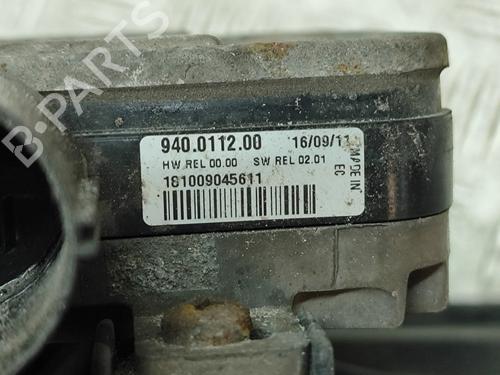 B-PARTS
940.0112.00 16/09/11
HW REL 00.00 SW REL 02.01
181009045611
MADE IN
EC